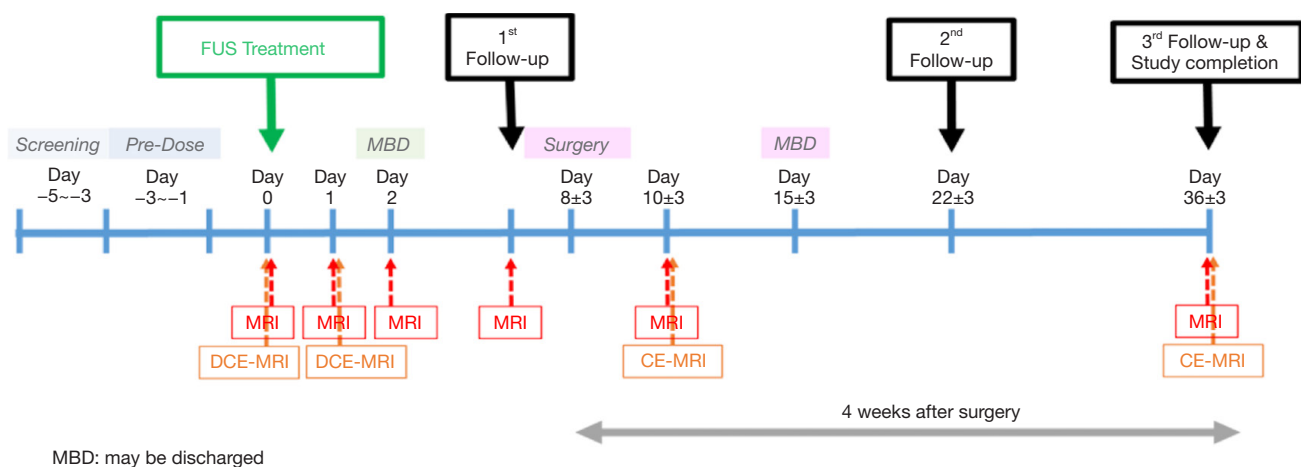 FUS Treatment
1st
Follow-up
2nd
Follow-up
3rd Follow-up &
Study completion
Screening
Pre-Dose
MBD
Surgery
MBD
Day
−5~−3
Day
−3~−1
Day
0
Day
1
Day
2
Day
8±3
Day
10±3
Day
15±3
Day
22±3
Day
36±3
MRI
MRI
MRI
MRI
MRI
MRI
DCE-MRI
DCE-MRI
CE-MRI
CE-MRI
4 weeks after surgery
MBD: may be discharged